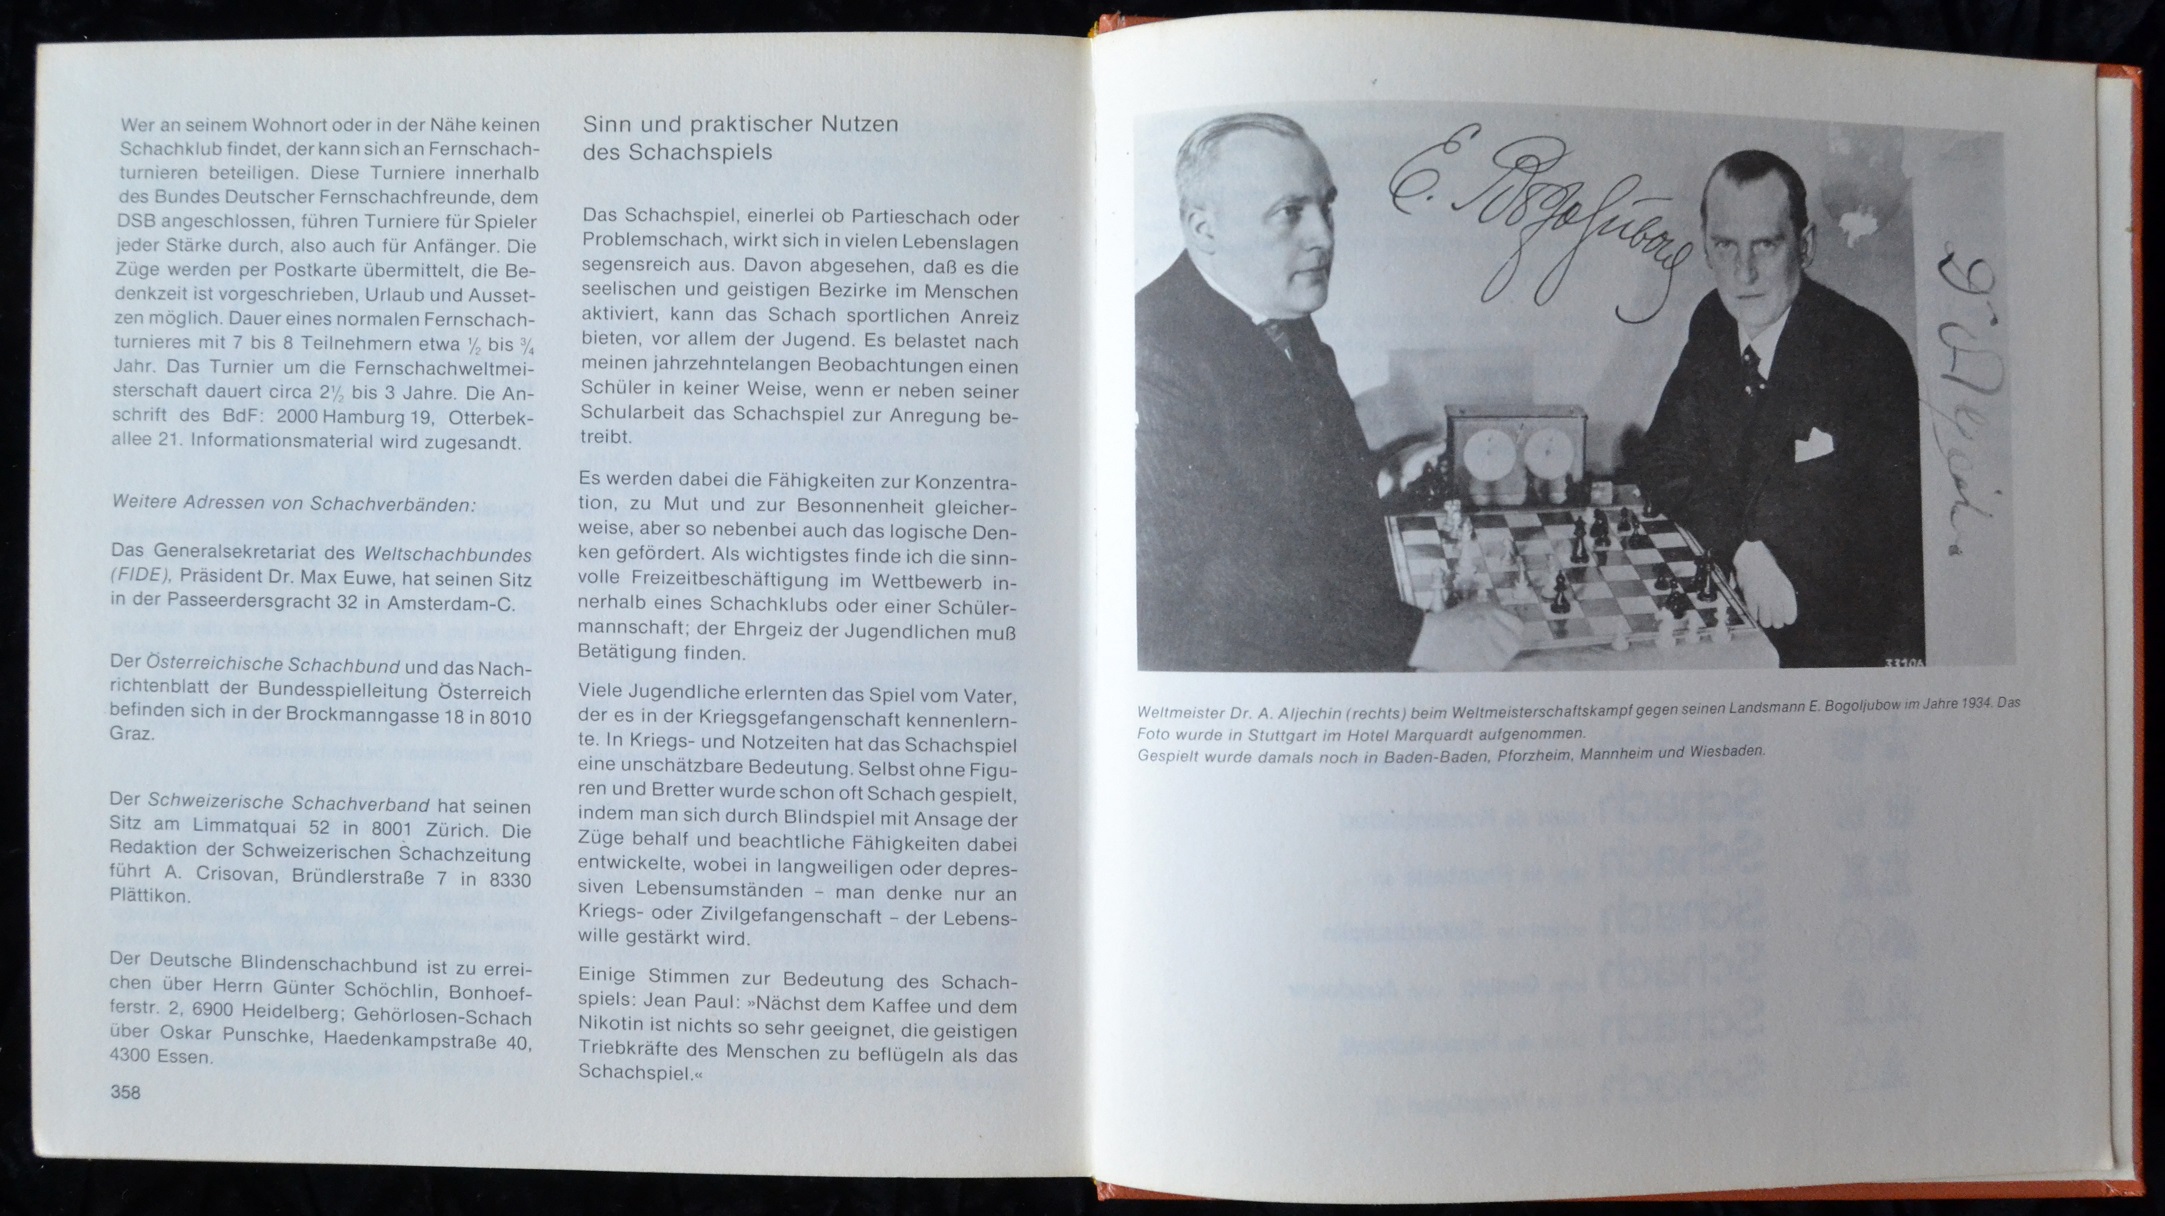 Wer an seinem Wohnort oder in der Nähe keinen
Schachklub findet, der kann sich an Fernschach-
turnieren beteiligen. Diese Turniere innerhalb
des Bundes Deutscher Fernschachfreunde, dem
DSB angeschlossen, führen Turniere für Spieler
jeder Stärke durch, also auch für Anfänger. Die
Züge werden per Postkarte übermittelt, die Be-
denkzeit ist vorgeschrieben, Urlaub und Ausset-
zen möglich. Dauer eines normalen Fernschach-
turnieres mit 7 bis 8 Teilnehmern etwa ½ bis ¾
Jahr. Das Turnier um die Fernschachweltmei-
sterschaft dauert circa 2½ bis 3 Jahre. Die An-
schrift des BdF: 2000 Hamburg 19, Otterbek-
allee 21. Informationsmaterial wird zugesandt.
Weitere Adressen von Schachverbänden:
Das Generalsekretariat des Weltschachbundes
(FIDE), Präsident Dr. Max Euwe, hat seinen Sitz
in der Passeerdersgracht 32 in Amsterdam-C.
Der Österreichische Schachbund und das Nach-
richtenblatt der Bundesspielleitung Österreich
befinden sich in der Brockmanngasse 18 in 8010
Graz.
Der Schweizerische Schachverband hat seinen
Sitz am Limmatquai 52 in 8001 Zürich. Die
Redaktion der Schweizerischen Schachzeitung
führt A. Crisovan, Bründlerstraße 7 in 8330
Plättikon.
Der Deutsche Blindenschachbund ist zu errei-
chen über Herrn Günter Schöchlin, Bonhoef-
ferstr. 2, 6900 Heidelberg; Gehörlosen-Schach
über Oskar Punschke, Haedenkampstraße 40,
4300 Essen.
358
Sinn und praktischer Nutzen
des Schachspiels
Das Schachspiel, einerlei ob Partieschach oder
Problemschach, wirkt sich in vielen Lebenslagen
segensreich aus. Davon abgesehen, daß es die
seelischen und geistigen Bezirke im Menschen
aktiviert, kann das Schach sportlichen Anreiz
bieten, vor allem der Jugend. Es belastet nach
meinen jahrzehntelangen Beobachtungen einen
Schüler in keiner Weise, wenn er neben seiner
Schularbeit das Schachspiel zur Anregung be-
treibt.
Es werden dabei die Fähigkeiten zur Konzentra-
tion, zu Mut und zur Besonnenheit gleicher-
weise, aber so nebenbei auch das logische Den-
ken gefördert. Als wichtigstes finde ich die sinn-
volle Freizeitbeschäftigung im Wettbewerb in-
nerhalb eines Schachklubs oder einer Schüler-
mannschaft; der Ehrgeiz der Jugendlichen muß
Betätigung finden.
Viele Jugendliche erlernten das Spiel vom Vater,
der es in der Kriegsgefangenschaft kennenlern-
te. In Kriegs- und Notzeiten hat das Schachspiel
eine unschätzbare Bedeutung. Selbst ohne Figu-
ren und Bretter wurde schon oft Schach gespielt,
indem man sich durch Blindspiel mit Ansage der
Züge behalf und beachtliche Fähigkeiten dabei
entwickelte, wobei in langweiligen oder depres-
siven Lebensumständen – man denke nur an
Kriegs- oder Zivilgefangenschaft – der Lebens-
wille gestärkt wird.
Einige Stimmen zur Bedeutung des Schach-
spiels: Jean Paul: »Nächst dem Kaffee und dem
Nikotin ist nichts so sehr geeignet, die geistigen
Triebkräfte des Menschen zu beflügeln als das
Schachspiel.«
E. Bogoljubow
3310A
Weltmeister Dr. A. Aljechin (rechts) beim Weltmeisterschaftskampf gegen seinen Landsmann E. Bogoljubow im Jahre 1934. Das
Foto wurde in Stuttgart im Hotel Marquardt aufgenommen.
Gespielt wurde damals noch in Baden-Baden, Pforzheim, Mannheim und Wiesbaden.